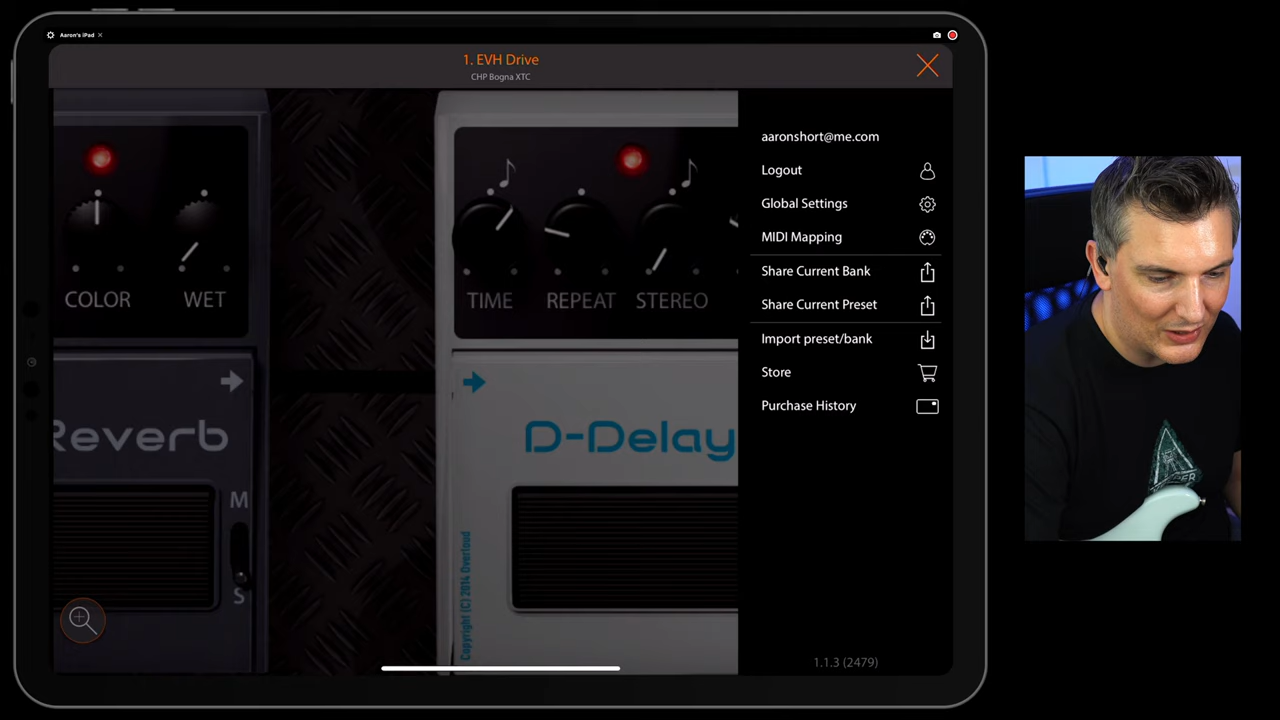 Aaron's iPad
1. EVH Drive
CHP Bogna XTC
aaronshort@me.com
Logout
Global Settings
MIDI Mapping
Share Current Bank
Share Current Preset
Import preset/bank
Store
Purchase History
1.1.3 (2479)
COLOR WET
TIME REPEAT STEREO
Reverb
D-Delay
M
S
Copyright (C) 2014 Overloud